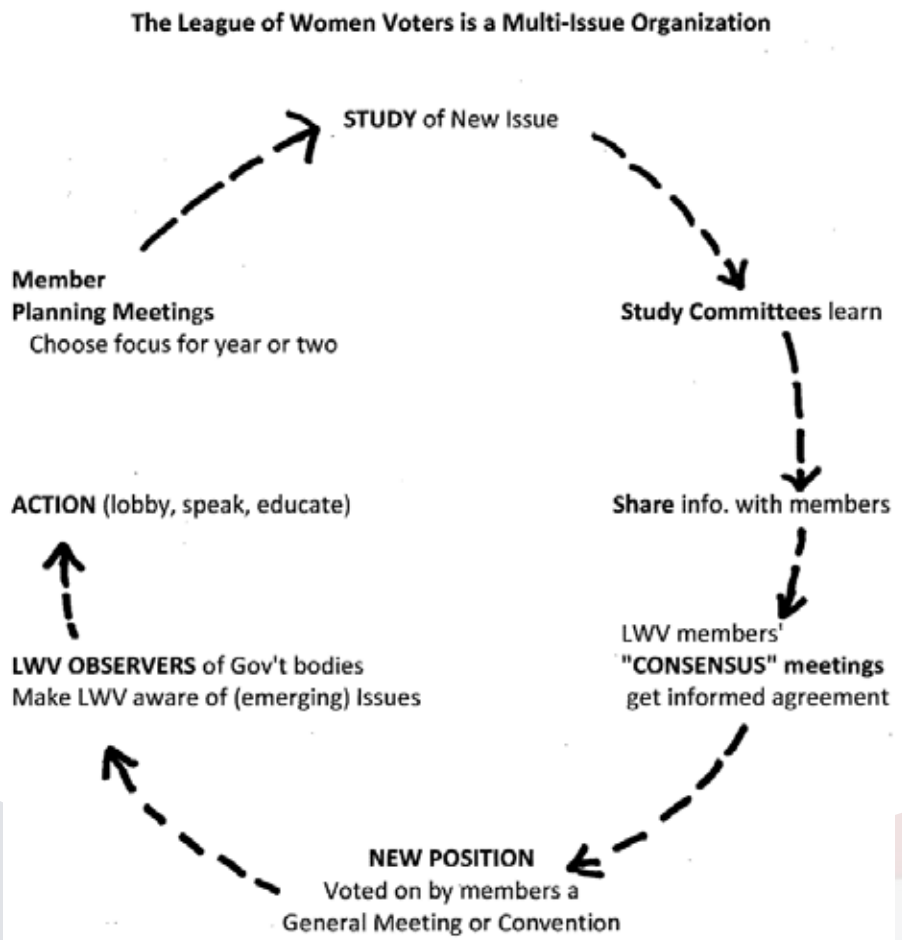 The League of Women Voters is a Multi-Issue Organization
STUDY of New Issue
Member
Planning Meetings
Choose focus for year or two
Study Committees learn
ACTION (lobby, speak, educate)
Share info. with members
LWV members'
"CONSENSUS" meetings
get informed agreement
LWV OBSERVERS of Gov't bodies
Make LWV aware of (emerging) Issues
NEW POSITION
Voted on by members a
General Meeting or Convention